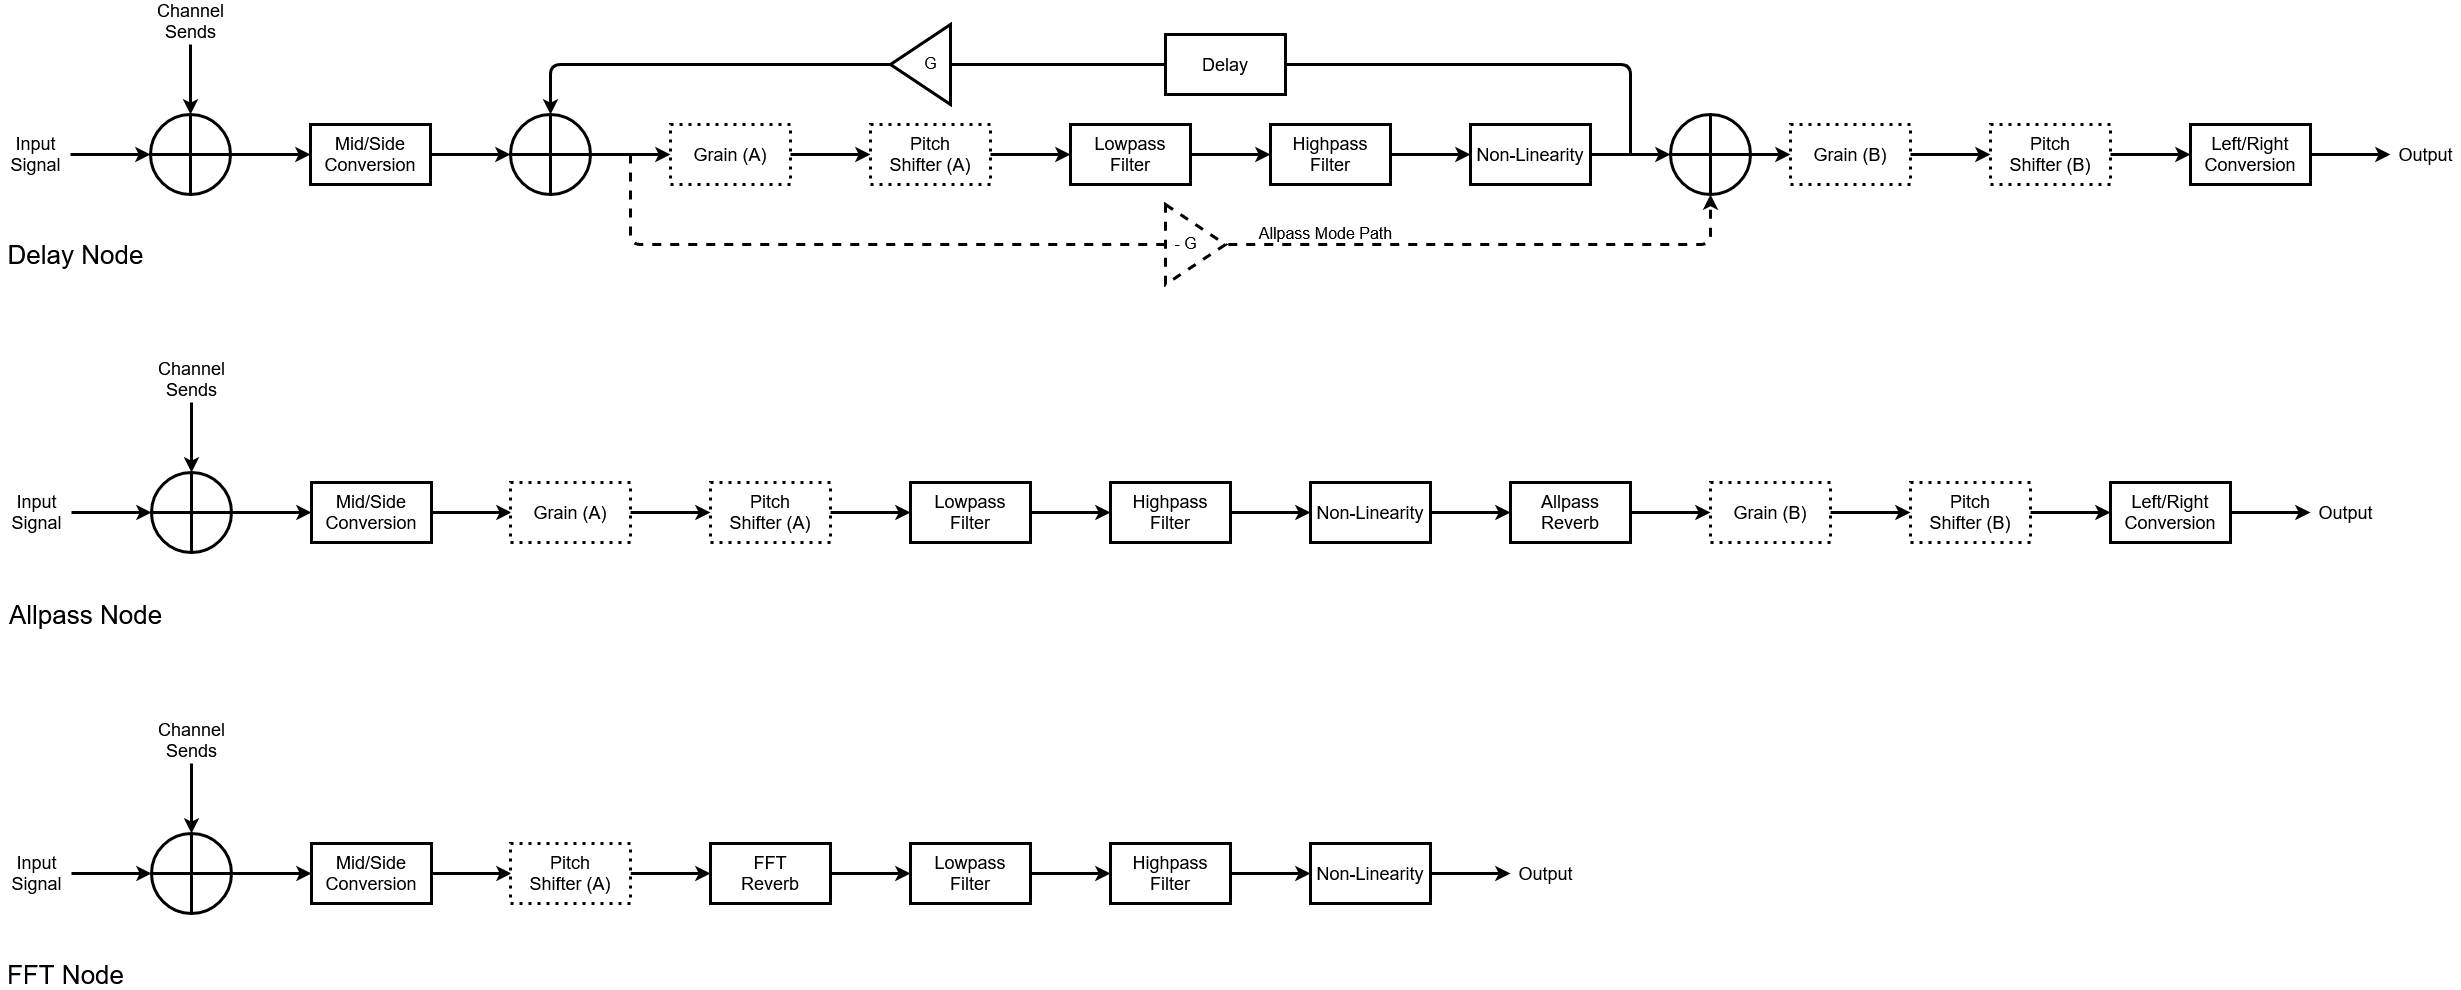 Channel
Sends
G
Delay
Input
Signal
Mid/Side
Conversion
Grain (A)
Pitch
Shifter (A)
Lowpass
Filter
Highpass
Filter
Non-Linearity
Grain (B)
Pitch
Shifter (B)
Left/Right
Conversion
Output
- G
Allpass Mode Path
Delay Node
Channel
Sends
Input
Signal
Mid/Side
Conversion
Grain (A)
Pitch
Shifter (A)
Lowpass
Filter
Highpass
Filter
Non-Linearity
Allpass
Reverb
Grain (B)
Pitch
Shifter (B)
Left/Right
Conversion
Output
Allpass Node
Channel
Sends
Input
Signal
Mid/Side
Conversion
Pitch
Shifter (A)
FFT
Reverb
Lowpass
Filter
Highpass
Filter
Non-Linearity
Output
FFT Node